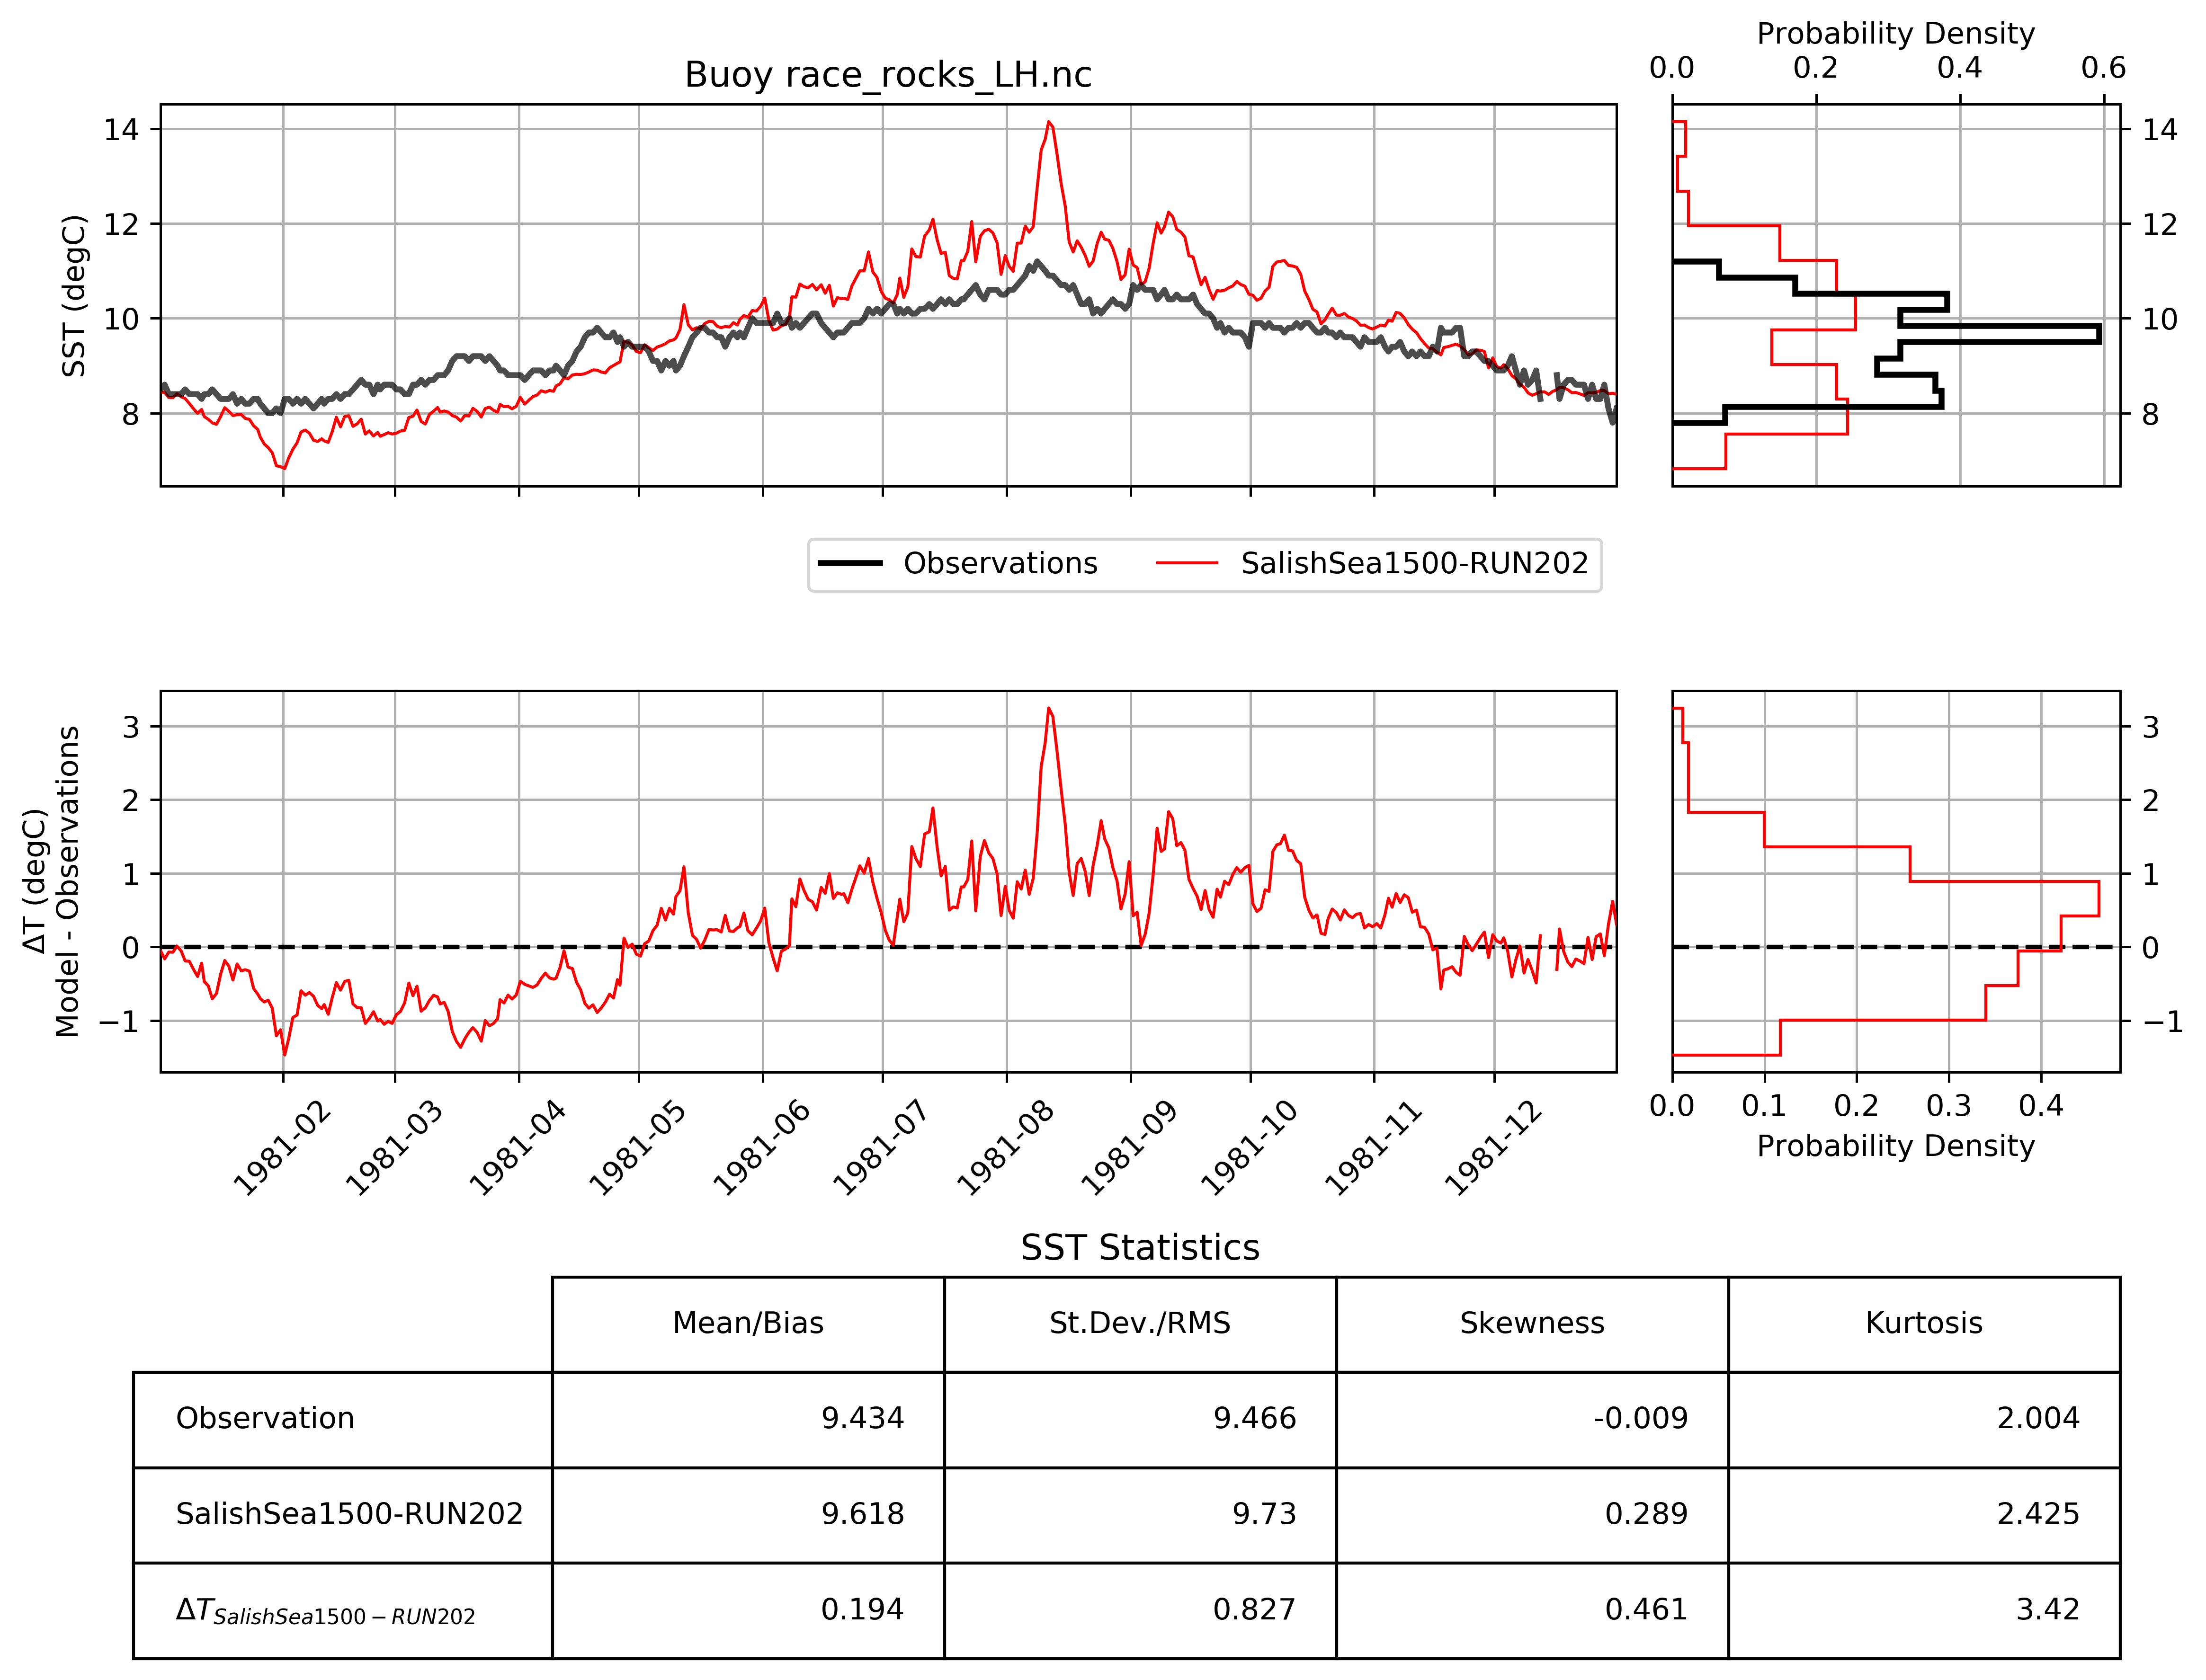 Probability Density
0.0 0.2 0.4 0.6
Buoy race_rocks_LH.nc
SST (degC)
14
12
10
8
14
12
10
8
Observations SalishSea1500-RUN202
ΔT (degC)
Model - Observations
3
2
1
0
−1
3
2
1
0
−1
1981-02 1981-03 1981-04 1981-05 1981-06 1981-07 1981-08 1981-09 1981-10 1981-11 1981-12
0.0 0.1 0.2 0.3 0.4
Probability Density
SST Statistics
Mean/Bias St.Dev./RMS Skewness Kurtosis
Observation 9.434 9.466 -0.009 2.004
SalishSea1500-RUN202 9.618 9.73 0.289 2.425
ΔT SalishSea1500−RUN202 0.194 0.827 0.461 3.42